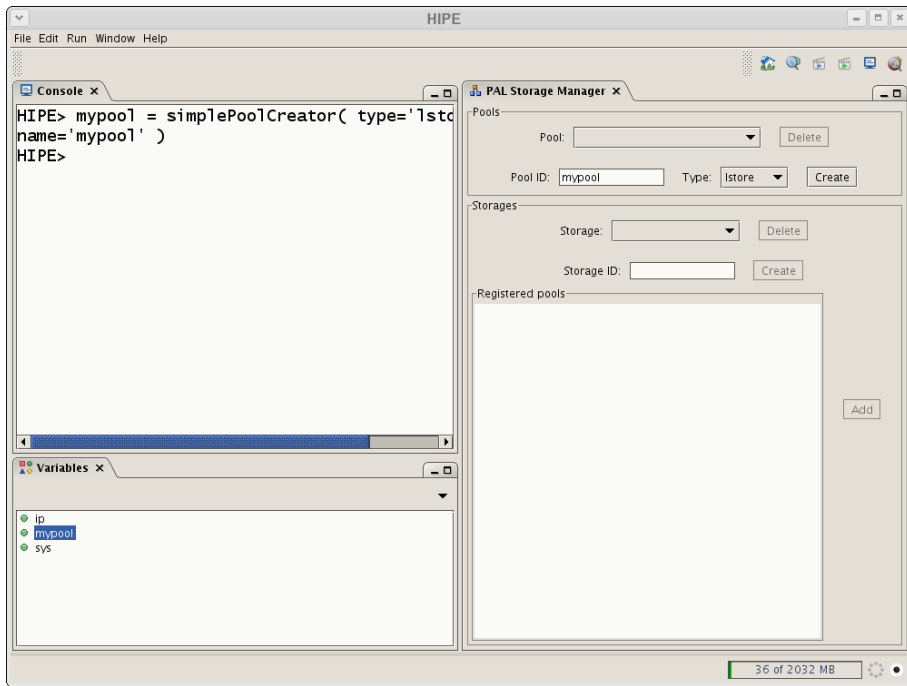 HIPE
File Edit Run Window Help
Console
HIPE> mypool = simplePoolCreator( type='lsto
name='mypool' )
HIPE>
Variables
ip
mypool
sys
PAL Storage Manager
Pools
Pool: Delete
Pool ID: mypool Type: lstore Create
Storages
Storage: Delete
Storage ID: Create
Registered pools
Add
36 of 2032 MB